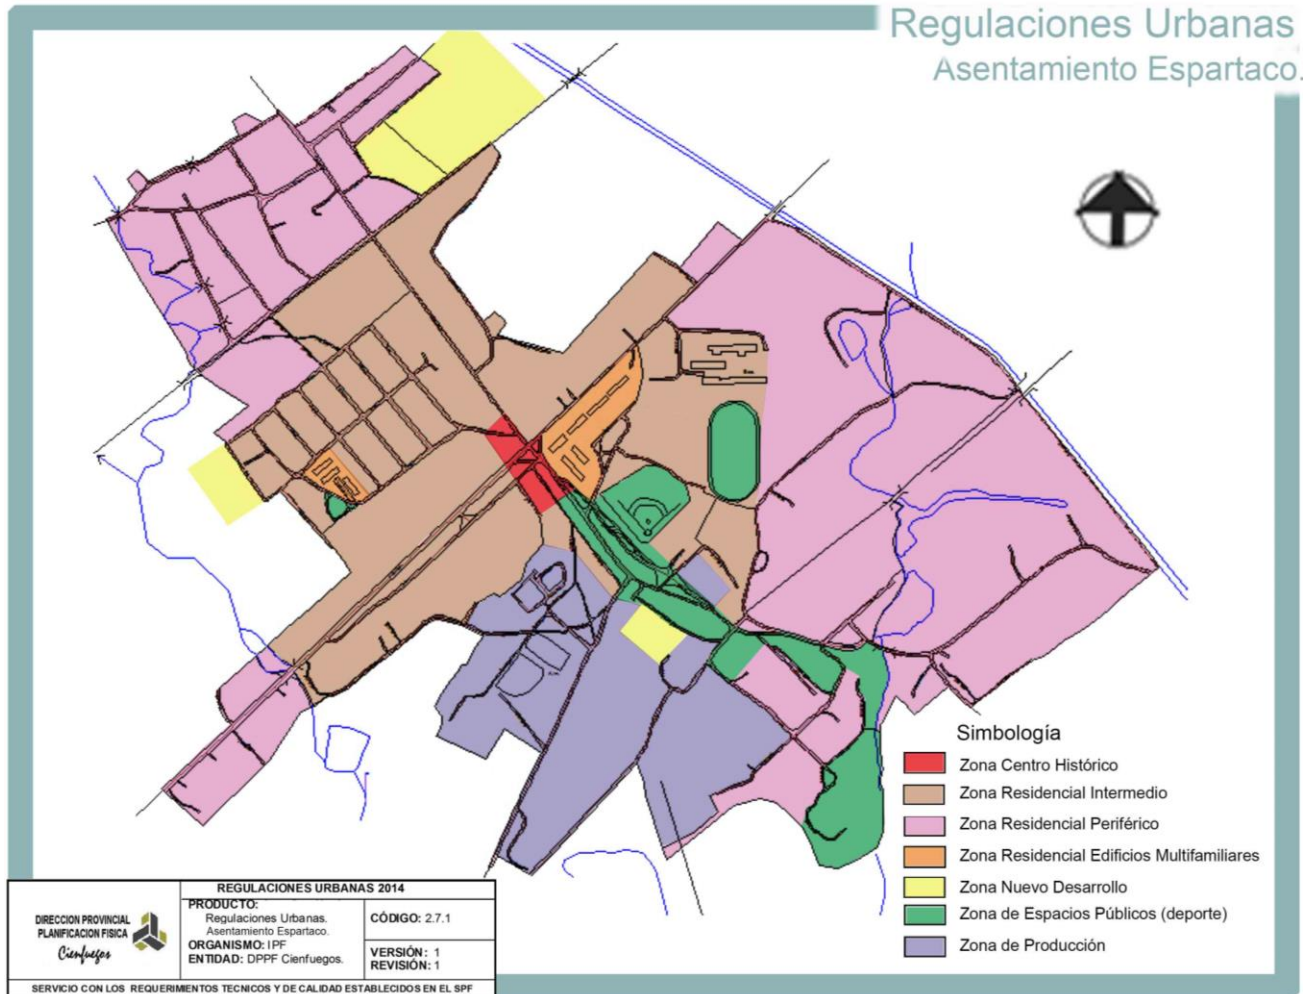 Regulaciones Urbanas
Asentamiento Espartaco.
Simbología
Zona Centro Histórico
Zona Residencial Intermedio
Zona Residencial Periférico
Zona Residencial Edificios Multifamiliares
Zona Nuevo Desarrollo
Zona de Espacios Públicos (deporte)
Zona de Producción
DIRECCION PROVINCIAL
PLANIFICACION FISICA
Cienfuegos
REGULACIONES URBANAS 2014
PRODUCTO:
Regulaciones Urbanas.
Asentamiento Espartaco.
ORGANISMO: IPF
ENTIDAD: DPPF Cienfuegos.
CÓDIGO: 2.7.1
VERSIÓN: 1
REVISIÓN: 1
SERVICIO CON LOS REQUERIMIENTOS TECNICOS Y DE CALIDAD ESTABLECIDOS EN EL SPF